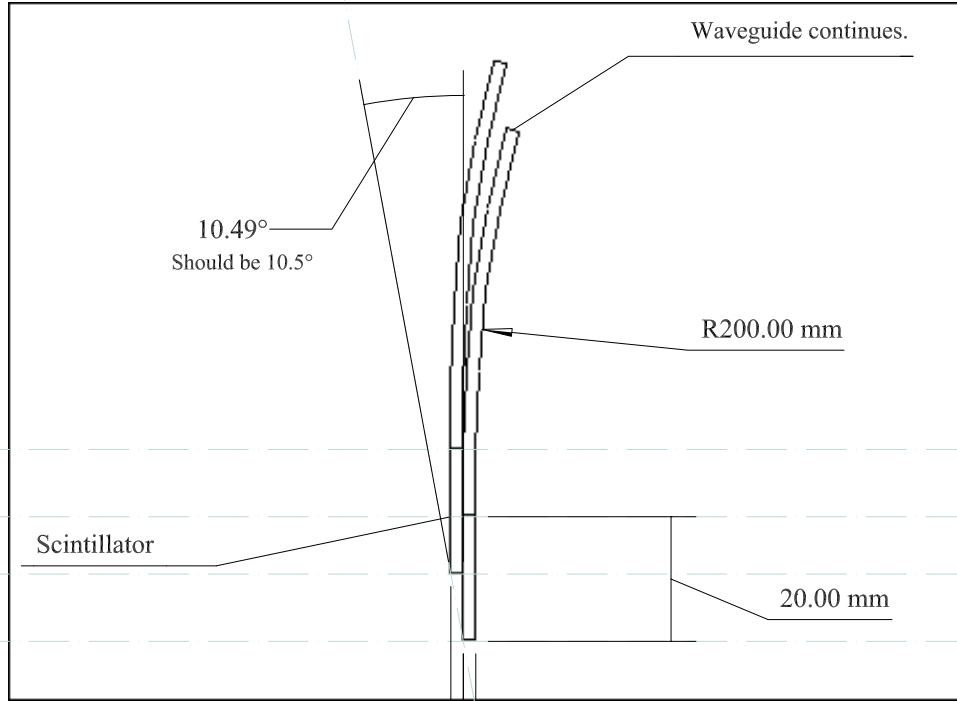 Waveguide continues.
10.49°
Should be 10.5°
R200.00 mm
Scintillator
20.00 mm